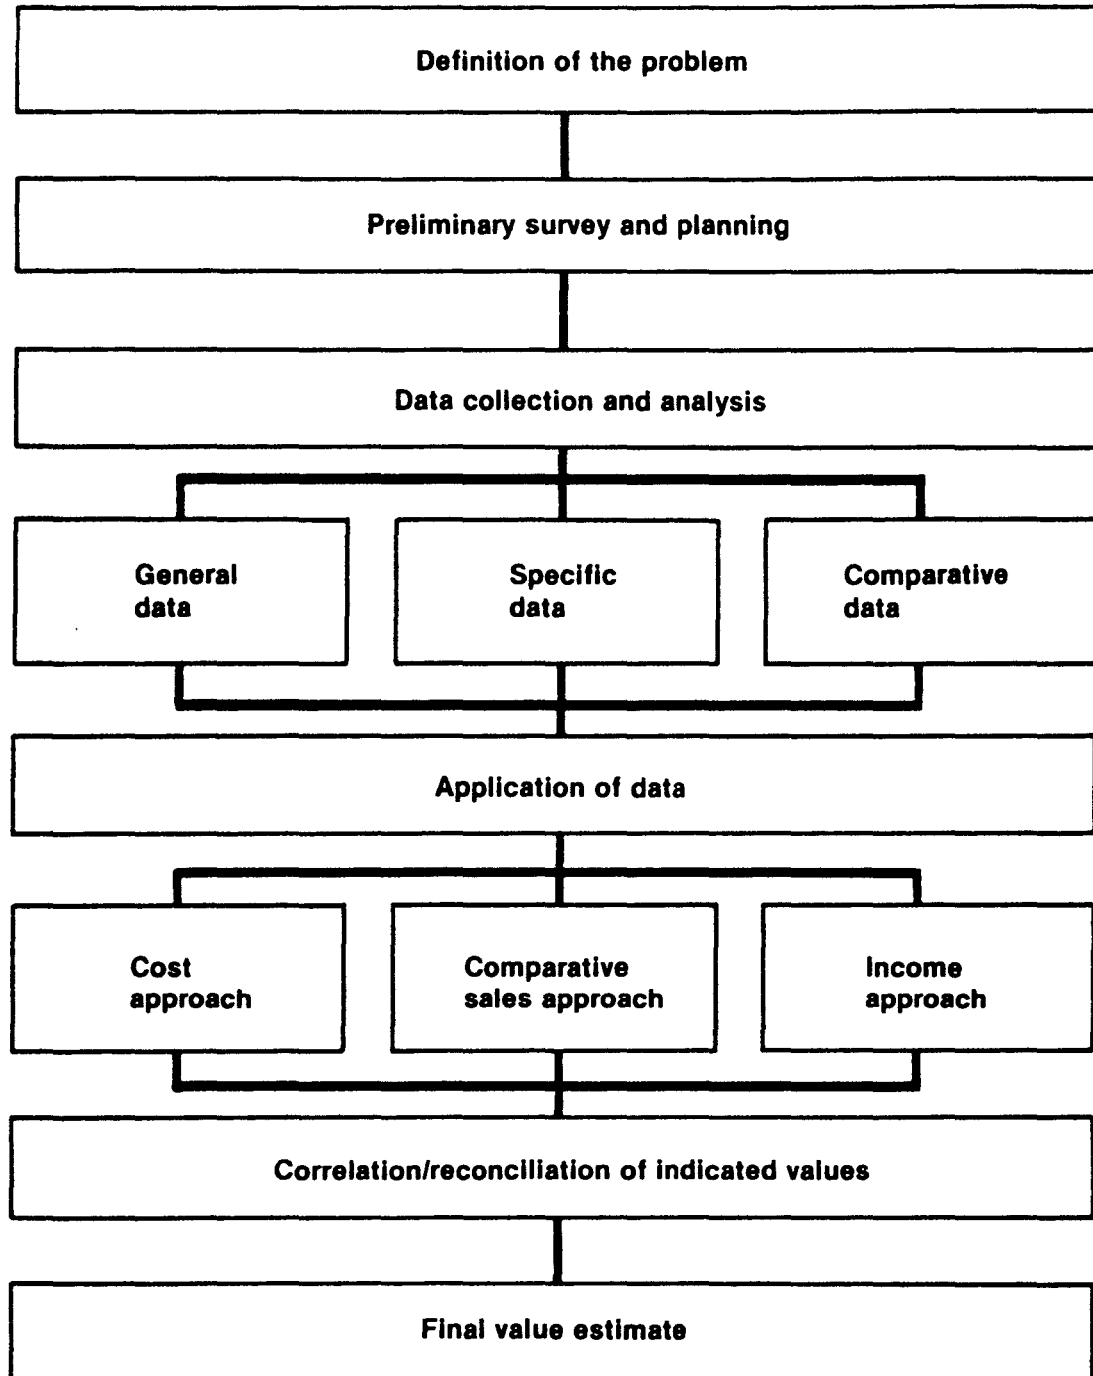 Definition of the problem
Preliminary survey and planning
Data collection and analysis
General
data
Specific
data
Comparative
data
Application of data
Cost
approach
Comparative
sales approach
Income
approach
Correlation/reconciliation of indicated values
Final value estimate